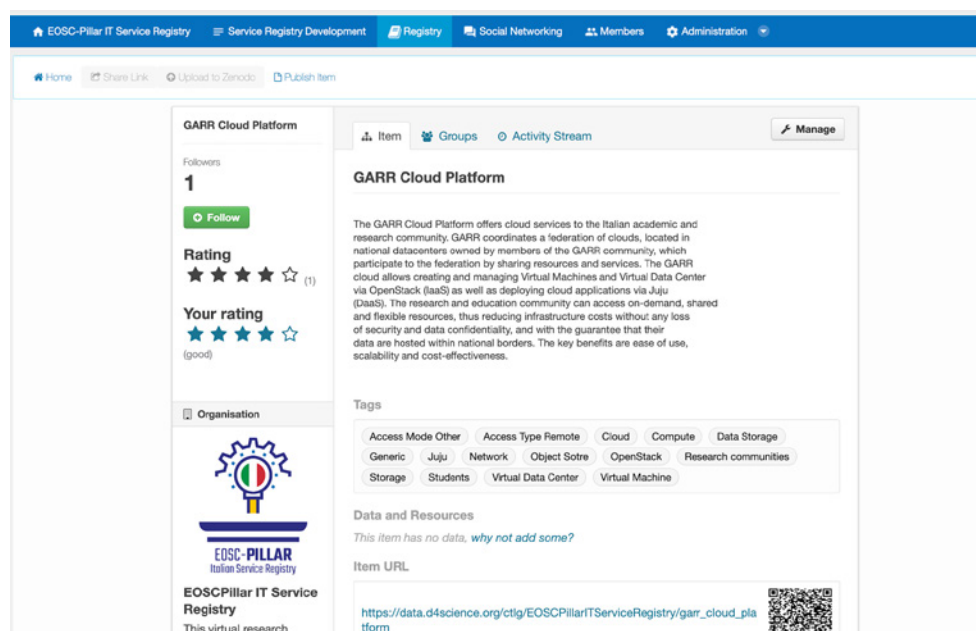 EOSC-Pillar IT Service Registry Service Registry Development Registry Social Networking Members Administration
Home Share Link Upload to Zenodo Publish Item
GARR Cloud Platform
Followers
1
Follow
Rating
(1)
Your rating
(good)
Organisation
EOSC-PILLAR
Italian Service Registry
EOSCPillar IT Service
Registry
This virtual research
Item Groups Activity Stream
Manage
GARR Cloud Platform
The GARR Cloud Platform offers cloud services to the Italian academic and
research community. GARR coordinates a federation of clouds, located in
national datacenters owned by members of the GARR community, which
participate to the federation by sharing resources and services. The GARR
cloud allows creating and managing Virtual Machines and Virtual Data Center
via OpenStack (IaaS) as well as deploying cloud applications via Juju
(DaaS). The research and education community can access on-demand, shared
and flexible resources, thus reducing infrastructure costs without any loss
of security and data confidentiality, and with the guarantee that their
data are hosted within national borders. The key benefits are ease of use,
scalability and cost-effectiveness.
Tags
Access Mode Other Access Type Remote Cloud Compute Data Storage
Generic Juju Network Object Sotre OpenStack Research communities
Storage Students Virtual Data Center Virtual Machine
Data and Resources
This item has no data, why not add some?
Item URL
https://data.d4science.org/ctlg/EOSCPillarITServiceRegistry/garr_cloud_pla
tform